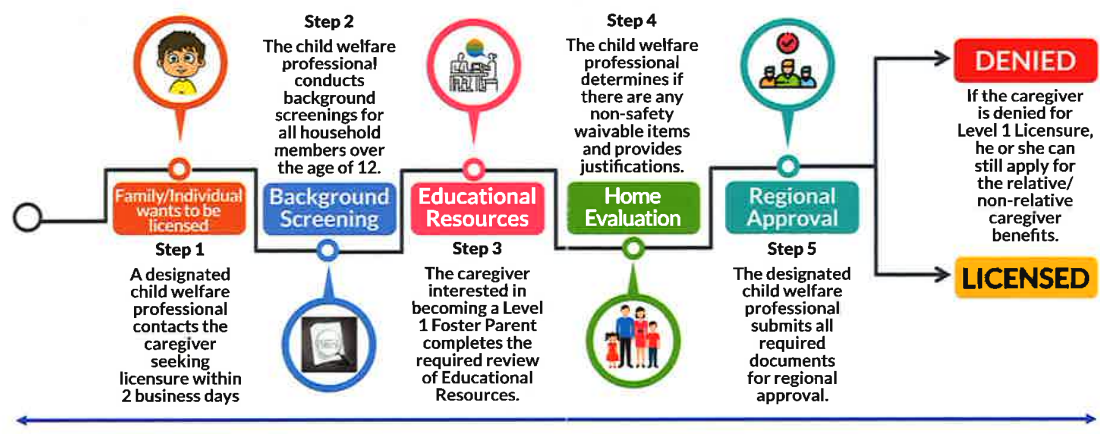 Family/Individual
wants to be
licensed
Step 1
A designated
child welfare
professional
contacts the
caregiver
seeking
licensure within
2 business days
Step 2
The child welfare
professional
conducts
background
screenings for
all household
members over
the age of 12.
Background
Screening
Educational
Resources
Step 3
The caregiver
interested in
becoming a Level
1 Foster Parent
completes the
required review
of Educational
Resources.
Step 4
The child welfare
professional
determines if
there are any
non-safety
waivable items
and provides
justifications.
Home
Evaluation
Regional
Approval
Step 5
The designated
child welfare
professional
submits all
required
documents
for regional
approval.
DENIED
If the caregiver
is denied for
Level 1 Licensure,
he or she can
still apply for
the relative/
non-relative
caregiver
benefits.
LICENSED